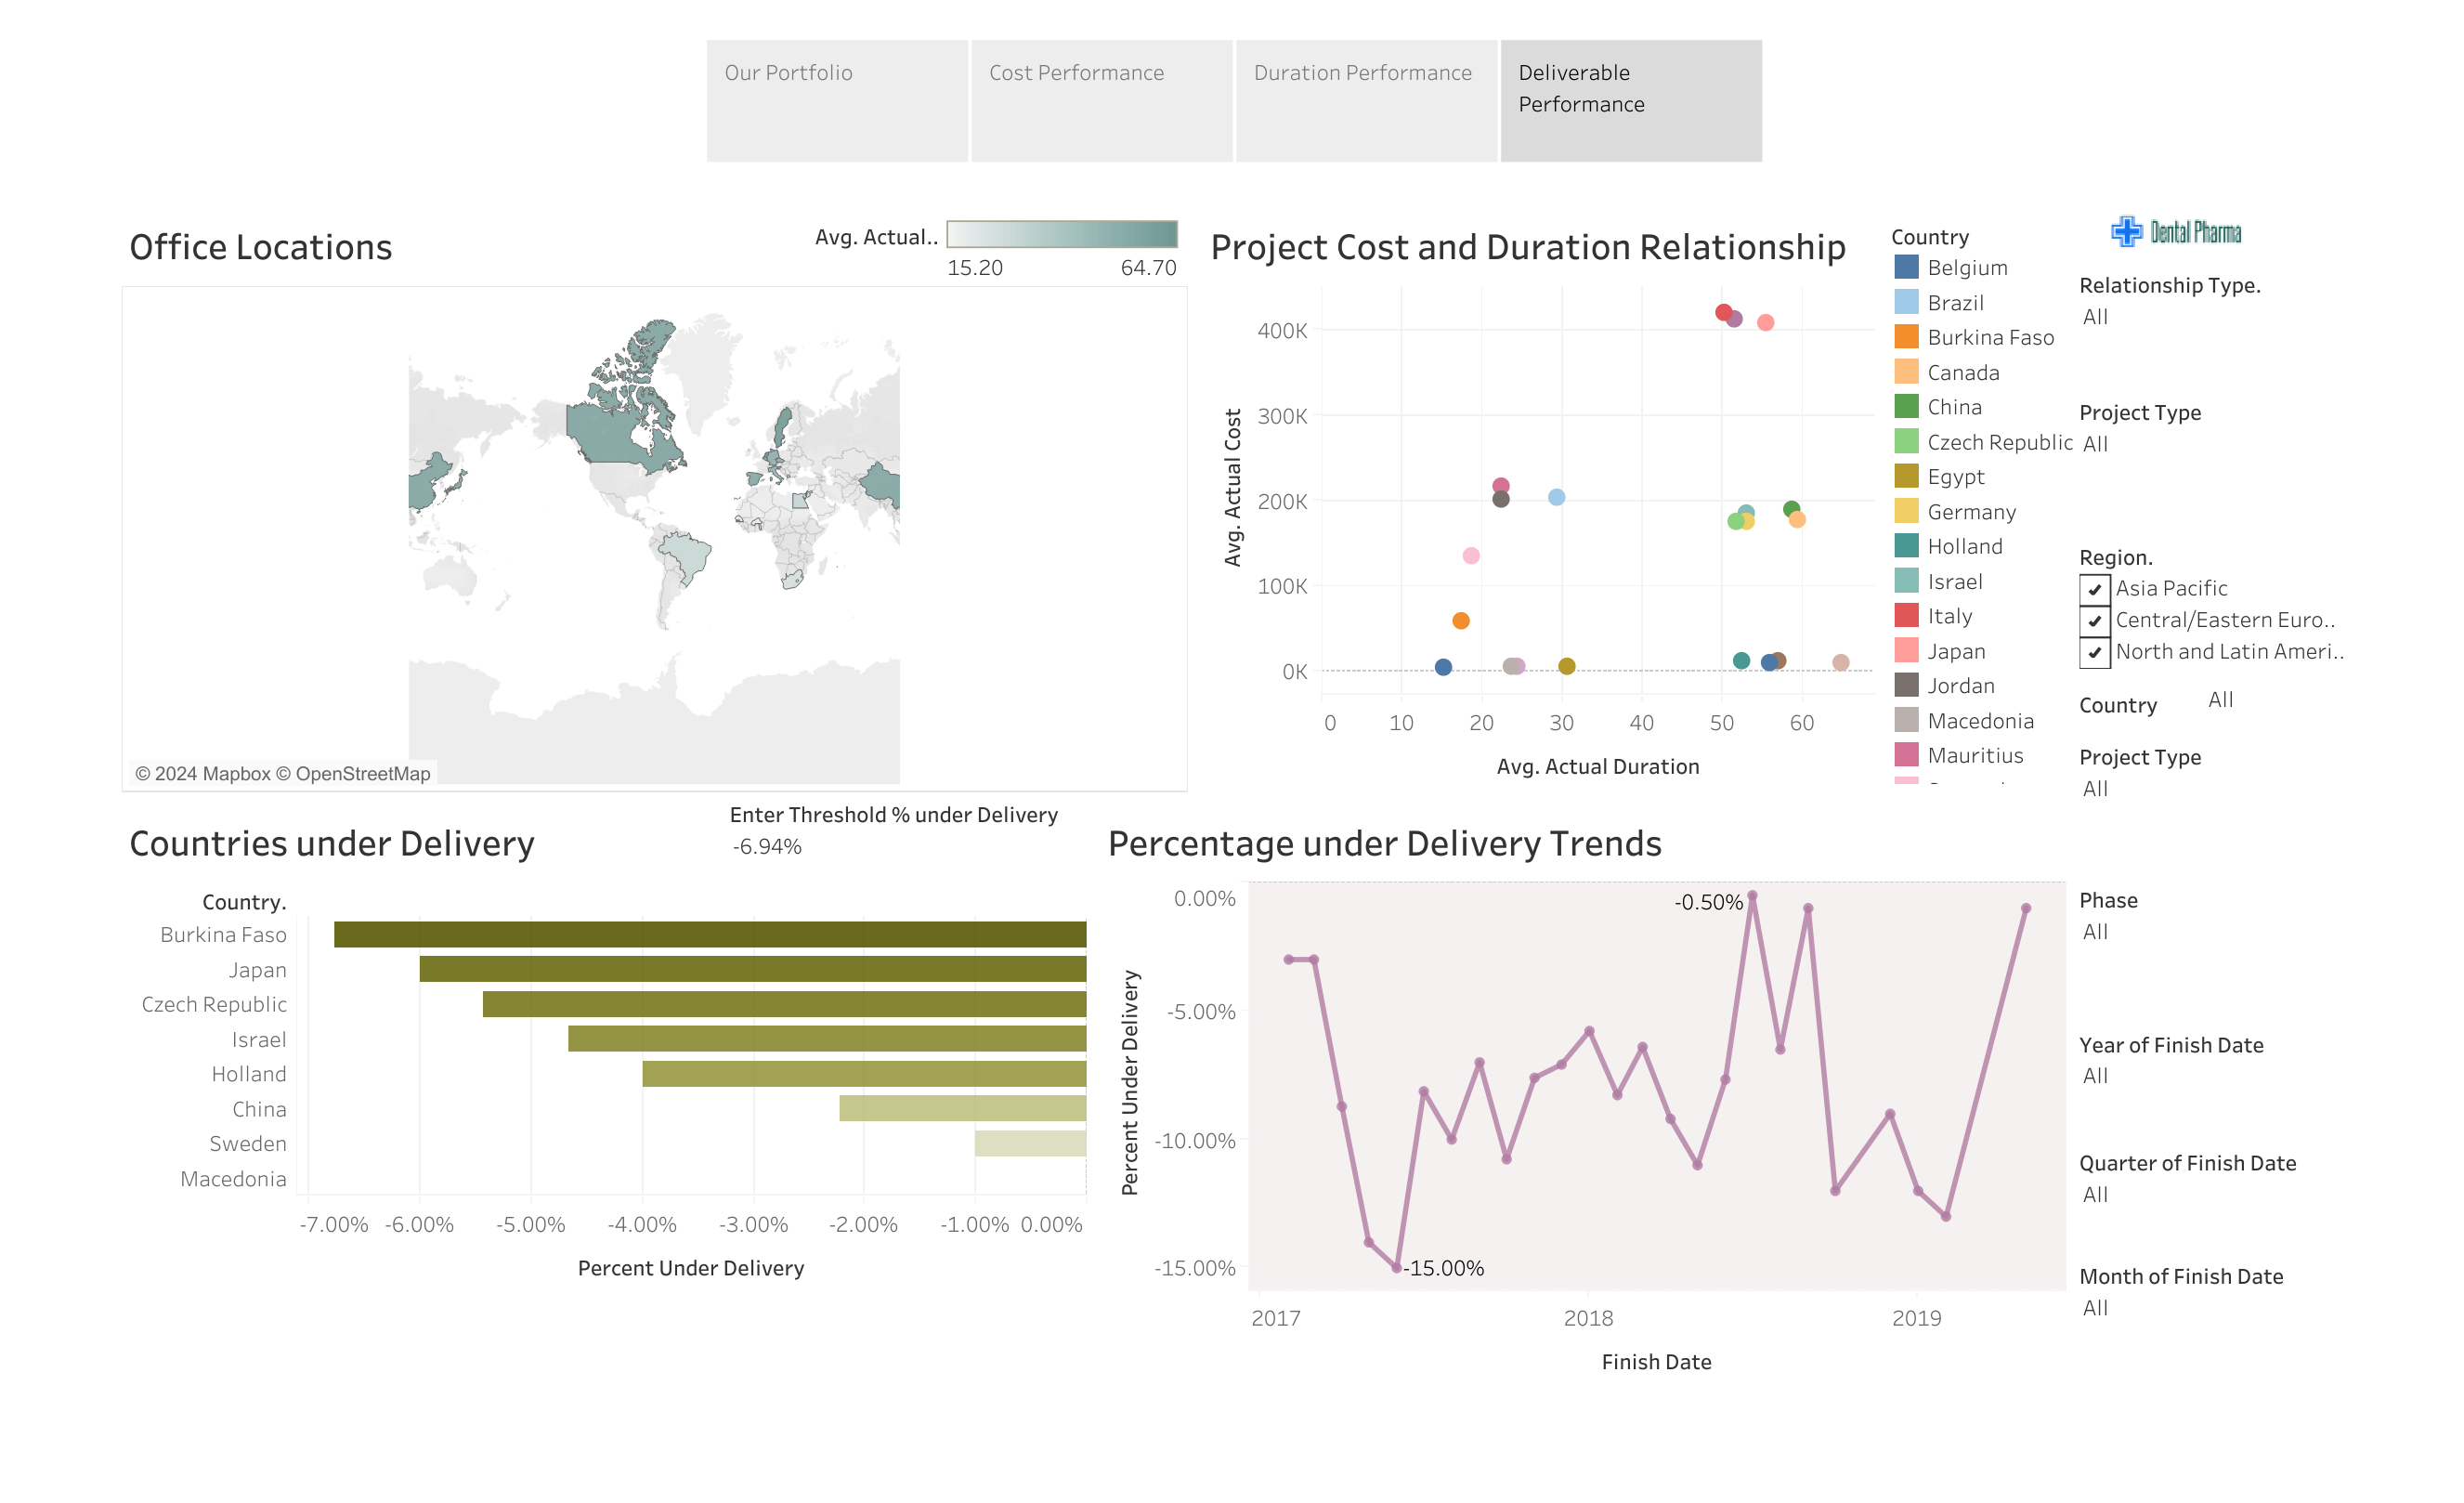 Our Portfolio
Cost Performance
Duration Performance
Deliverable
Performance
Office Locations
Avg. Actual..
15.20
64.70
© 2024 Mapbox © OpenStreetMap
Project Cost and Duration Relationship
Avg. Actual Cost
400K
300K
200K
100K
0K
0
10
20
30
40
50
60
Avg. Actual Duration
Country
Belgium
Brazil
Burkina Faso
Canada
China
Czech Republic
Egypt
Germany
Holland
Israel
Italy
Japan
Jordan
Macedonia
Mauritius
Dental Pharma
Relationship Type.
All
Project Type
All
Region.
Asia Pacific
Central/Eastern Euro..
North and Latin Ameri..
Country
All
Project Type
All
Countries under Delivery
Enter Threshold % under Delivery
-6.94%
Country.
Burkina Faso
Japan
Czech Republic
Israel
Holland
China
Sweden
Macedonia
-7.00%
-6.00%
-5.00%
-4.00%
-3.00%
-2.00%
-1.00%
0.00%
Percent Under Delivery
Percentage under Delivery Trends
Percent Under Delivery
0.00%
-5.00%
-10.00%
-15.00%
-0.50%
-15.00%
2017
2018
2019
Finish Date
Phase
All
Year of Finish Date
All
Quarter of Finish Date
All
Month of Finish Date
All